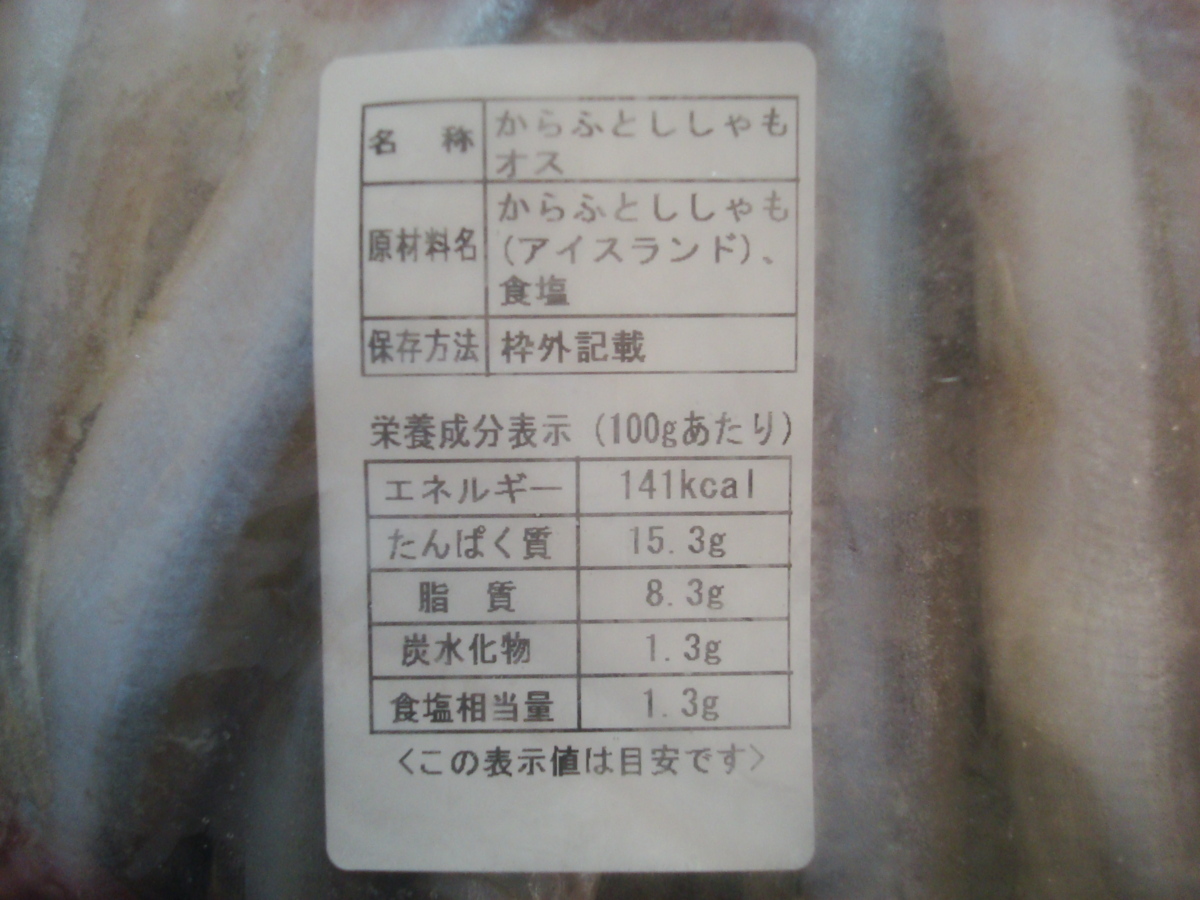 名 称 からふとししゃも
オス
原材料名 からふとししゃも
(アイスランド)、
食塩
保存方法 枠外記載
栄養成分表示 (100gあたり)
エネルギー 141kcal
たんぱく質 15.3g
脂 質 8.3g
炭水化物 1.3g
食塩相当量 1.3g
<この表示値は目安です>